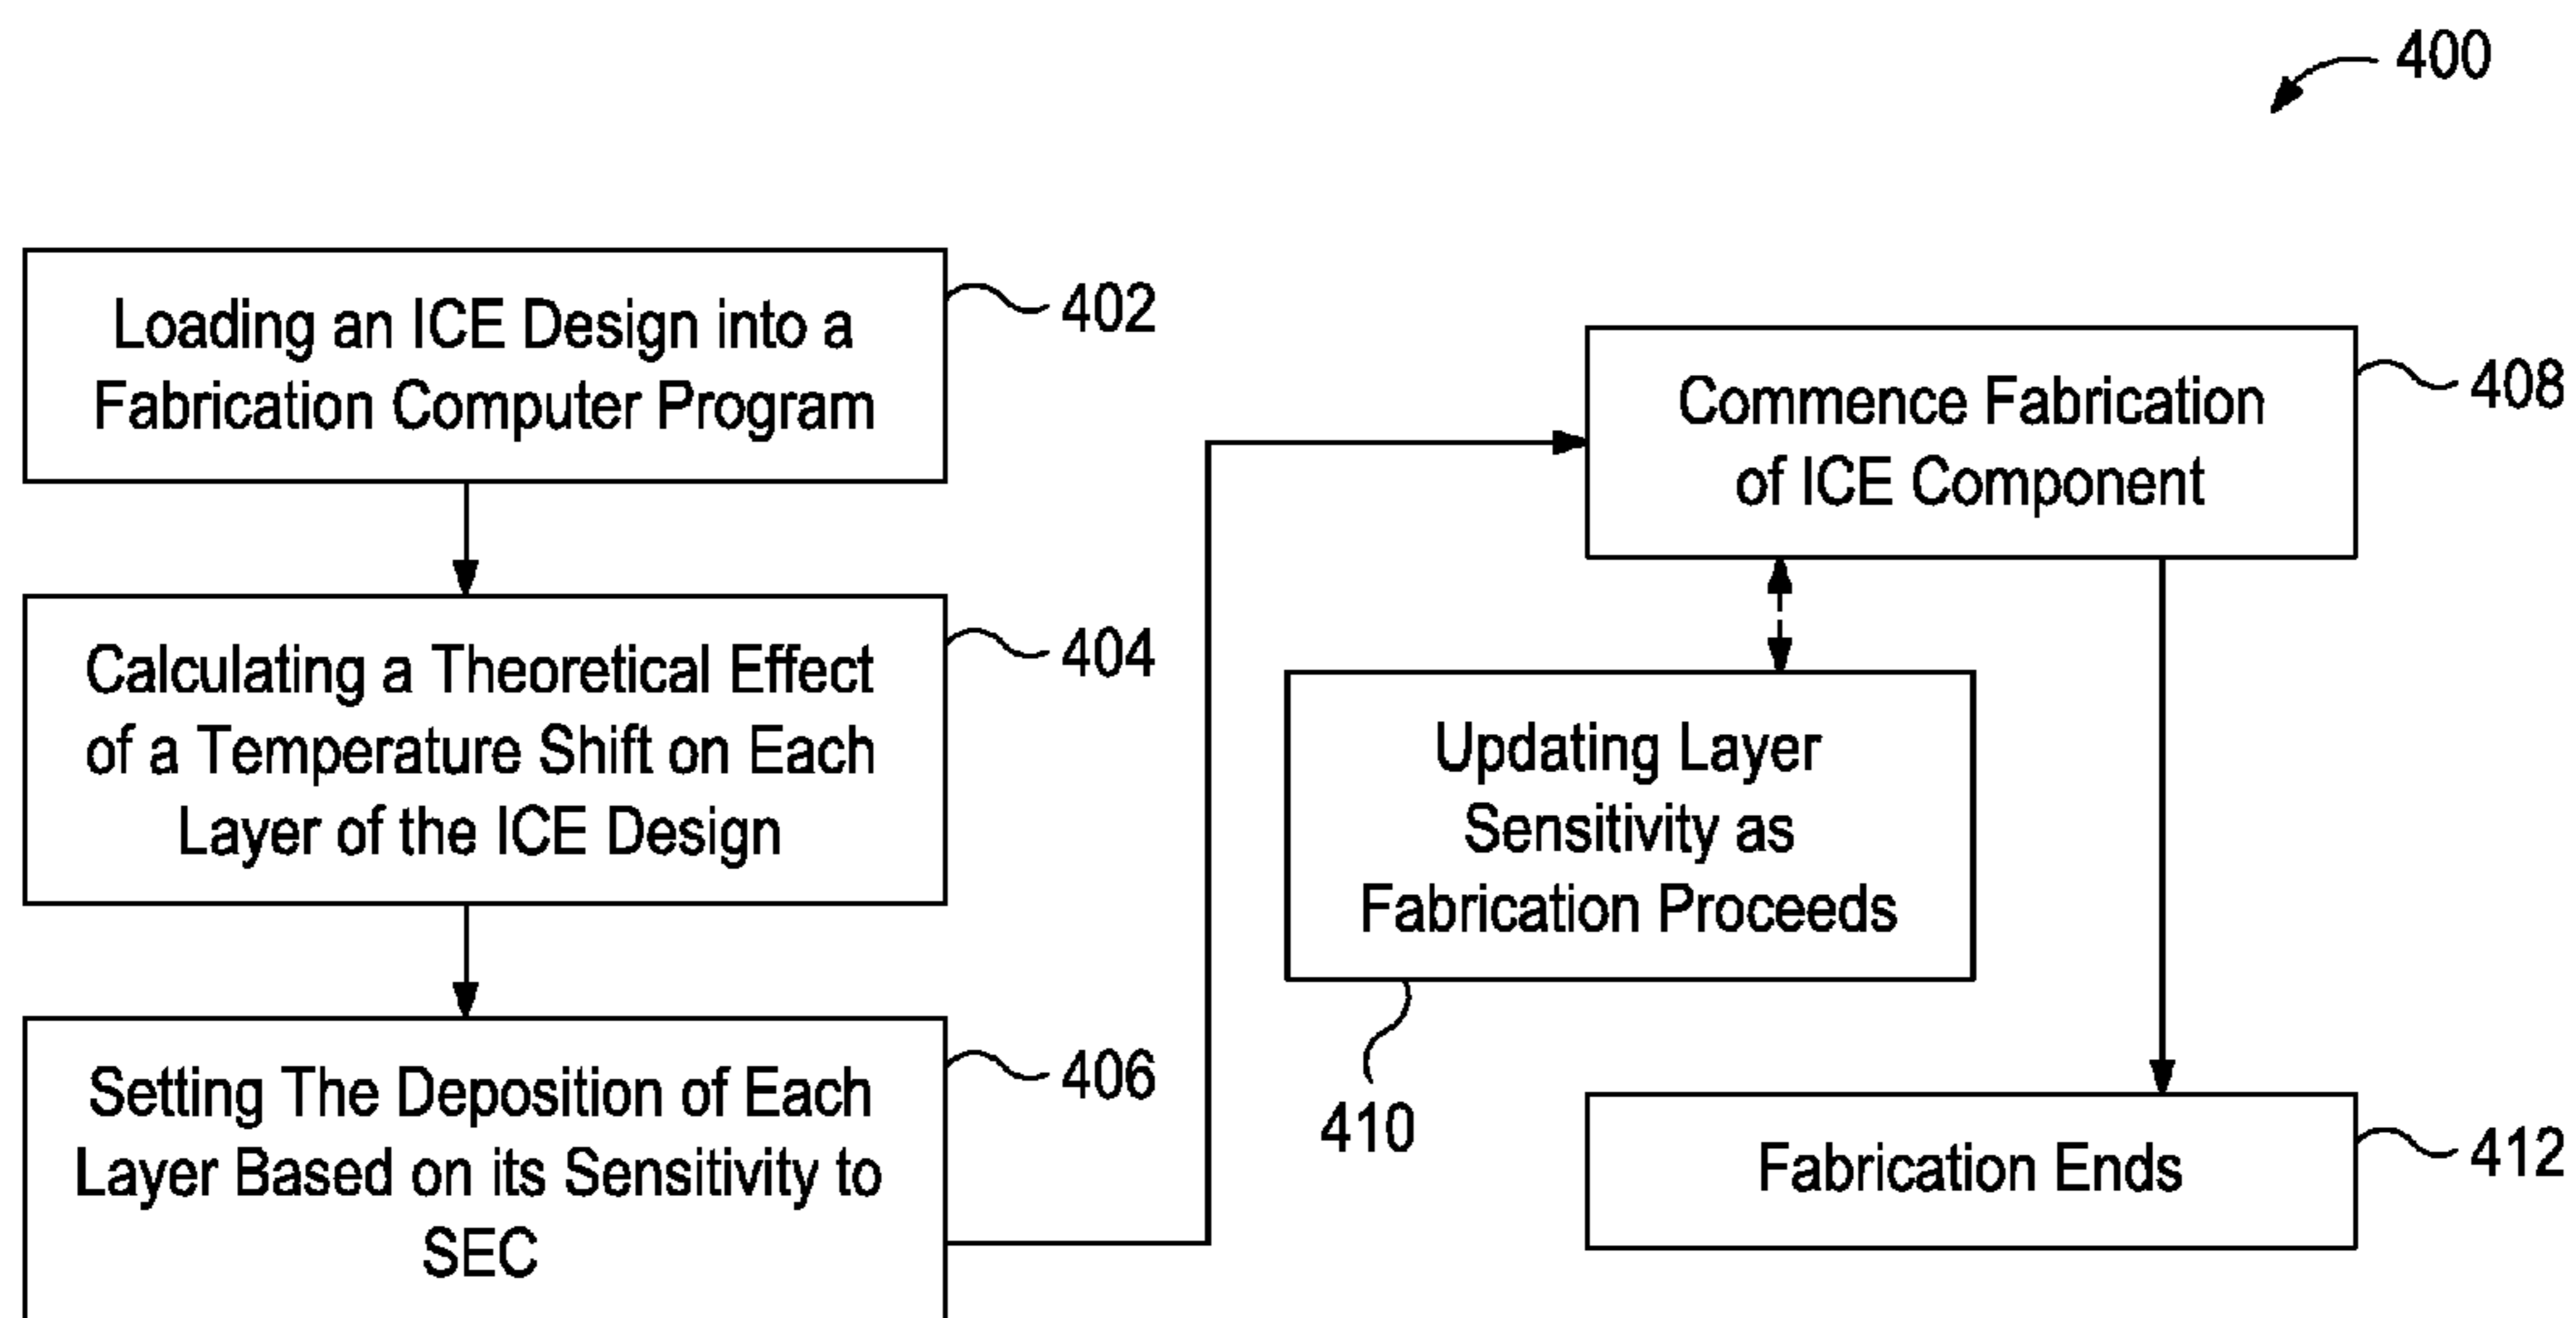 400
Loading an ICE Design into a
Fabrication Computer Program
402
Calculating a Theoretical Effect
of a Temperature Shift on Each
Layer of the ICE Design
404
Setting The Deposition of Each
Layer Based on its Sensitivity to
SEC
406
Commence Fabrication
of ICE Component
408
Updating Layer
Sensitivity as
Fabrication Proceeds
410
Fabrication Ends
412